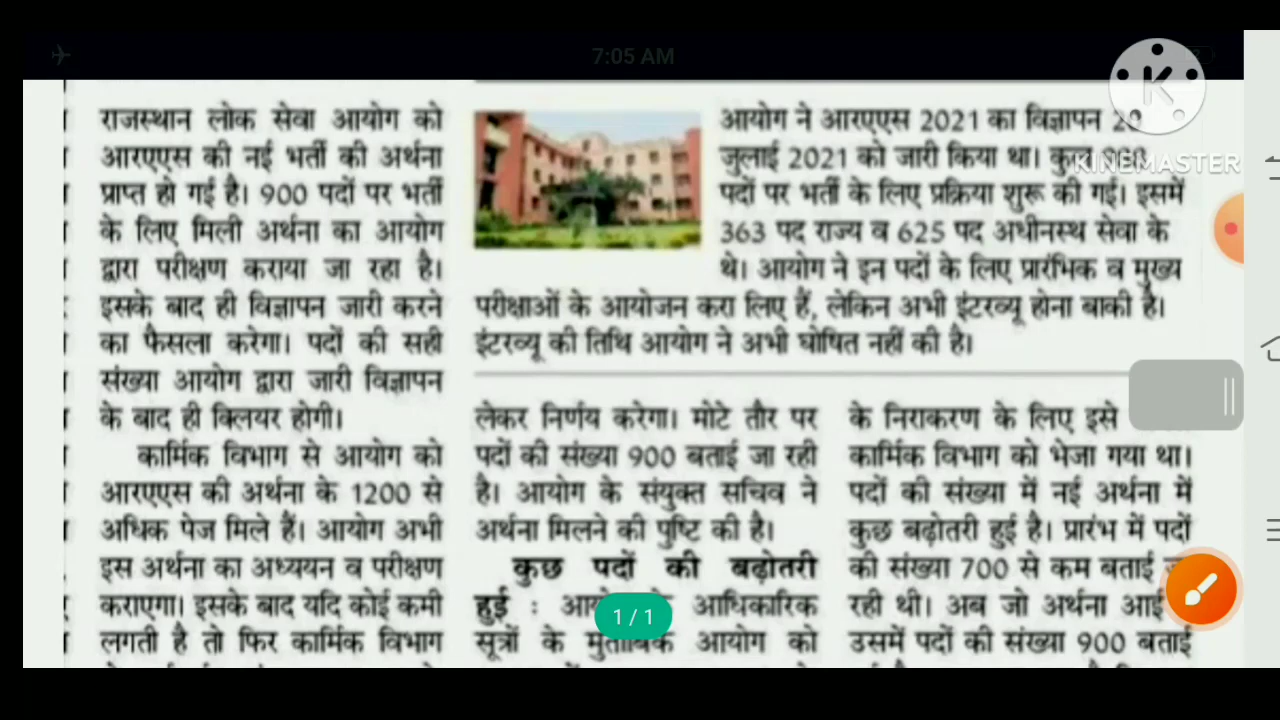 7:05 AM
KINEMASTER
राजस्थान लोक सेवा आयोग को
आरएएस की नई भर्ती की अर्थना
प्राप्त हो गई है। 900 पदों पर भर्ती
के लिए मिली अर्थना का आयोग
द्वारा परीक्षण कराया जा रहा है।
इसके बाद ही विज्ञापन जारी करने
का फैसला करेगा। पदों की सही
संख्या आयोग द्वारा जारी विज्ञापन
के बाद ही क्लियर होगी।
कार्मिक विभाग से आयोग को
आरएएस की अर्थना के 1200 से
अधिक पेज मिले हैं। आयोग अभी
इस अर्थना का अध्ययन व परीक्षण
कराएगा। इसके बाद यदि कोई कमी
लगती है तो फिर कार्मिक विभाग
आयोग ने आरएएस 2021 का विज्ञापन 20
जुलाई 2021 को जारी किया था। कुल
पदों पर भर्ती के लिए प्रक्रिया शुरू की गई। इसमें
363 पद राज्य व 625 पद अधीनस्थ सेवा के
थे। आयोग ने इन पदों के लिए प्रारंभिक व मुख्य
परीक्षाओं के आयोजन करा लिए हैं, लेकिन अभी इंटरव्यू होना बाकी है।
इंटरव्यू की तिथि आयोग ने अभी घोषित नहीं की है।
लेकर निर्णय करेगा। मोटे तौर पर
पदों की संख्या 900 बताई जा रही
है। आयोग के संयुक्त सचिव ने
अर्थना मिलने की पुष्टि की है।
कुछ पदों की बढ़ोतरी
हुई : आधिकारिक
सूत्रों के मुताबिक आयोग को
के निराकरण के लिए इसे
कार्मिक विभाग को भेजा गया था।
पदों की संख्या में नई अर्थना में
कुछ बढ़ोतरी हुई है। प्रारंभ में पदों
की संख्या 700 से कम बताई
रही थी। अब जो अर्थना आई
उसमें पदों की संख्या 900 बताई
1 / 1